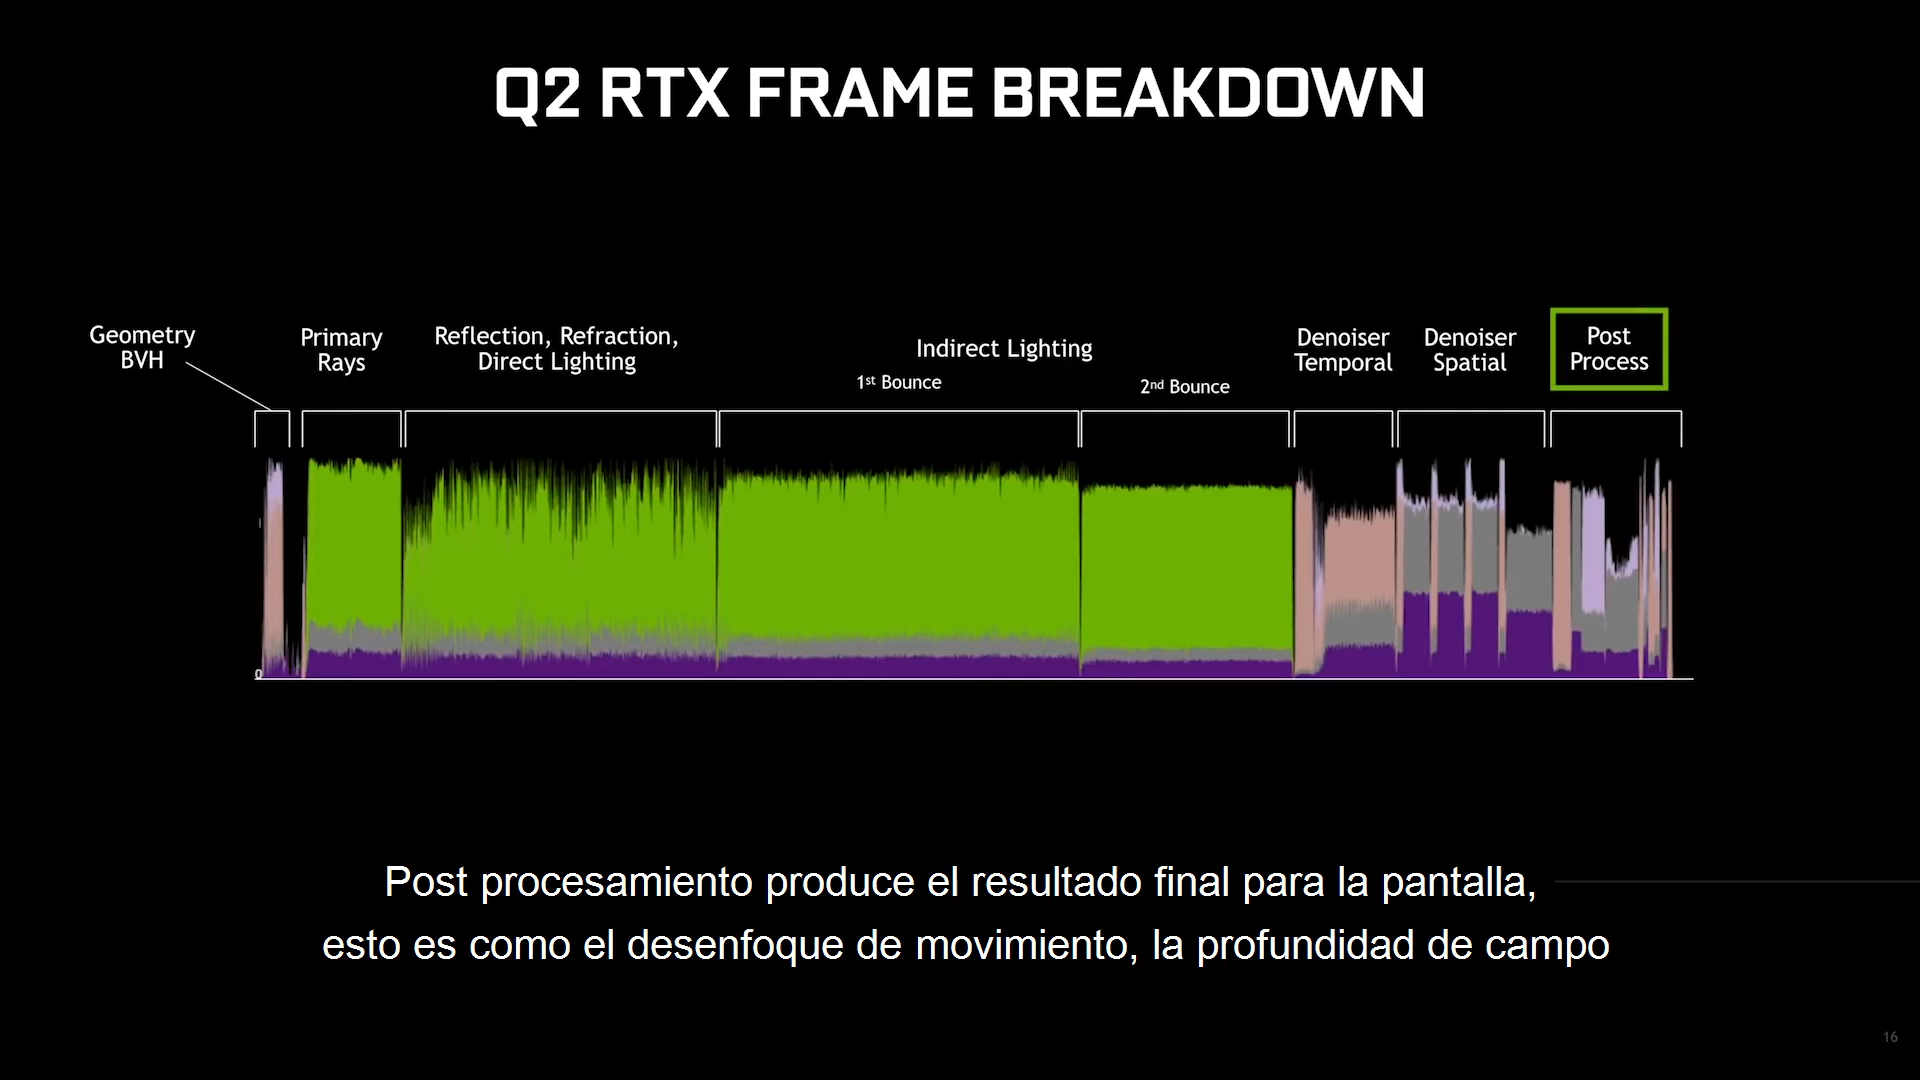 Q2 RTX FRAME BREAKDOWN
Geometry
BVH
Primary
Rays
Reflection, Refraction,
Direct Lighting
Indirect Lighting
1st Bounce
2nd Bounce
Denoiser
Temporal
Denoiser
Spatial
Post
Process
0
Post procesamiento produce el resultado final para la pantalla,
esto es como el desenfoque de movimiento, la profundidad de campo
16